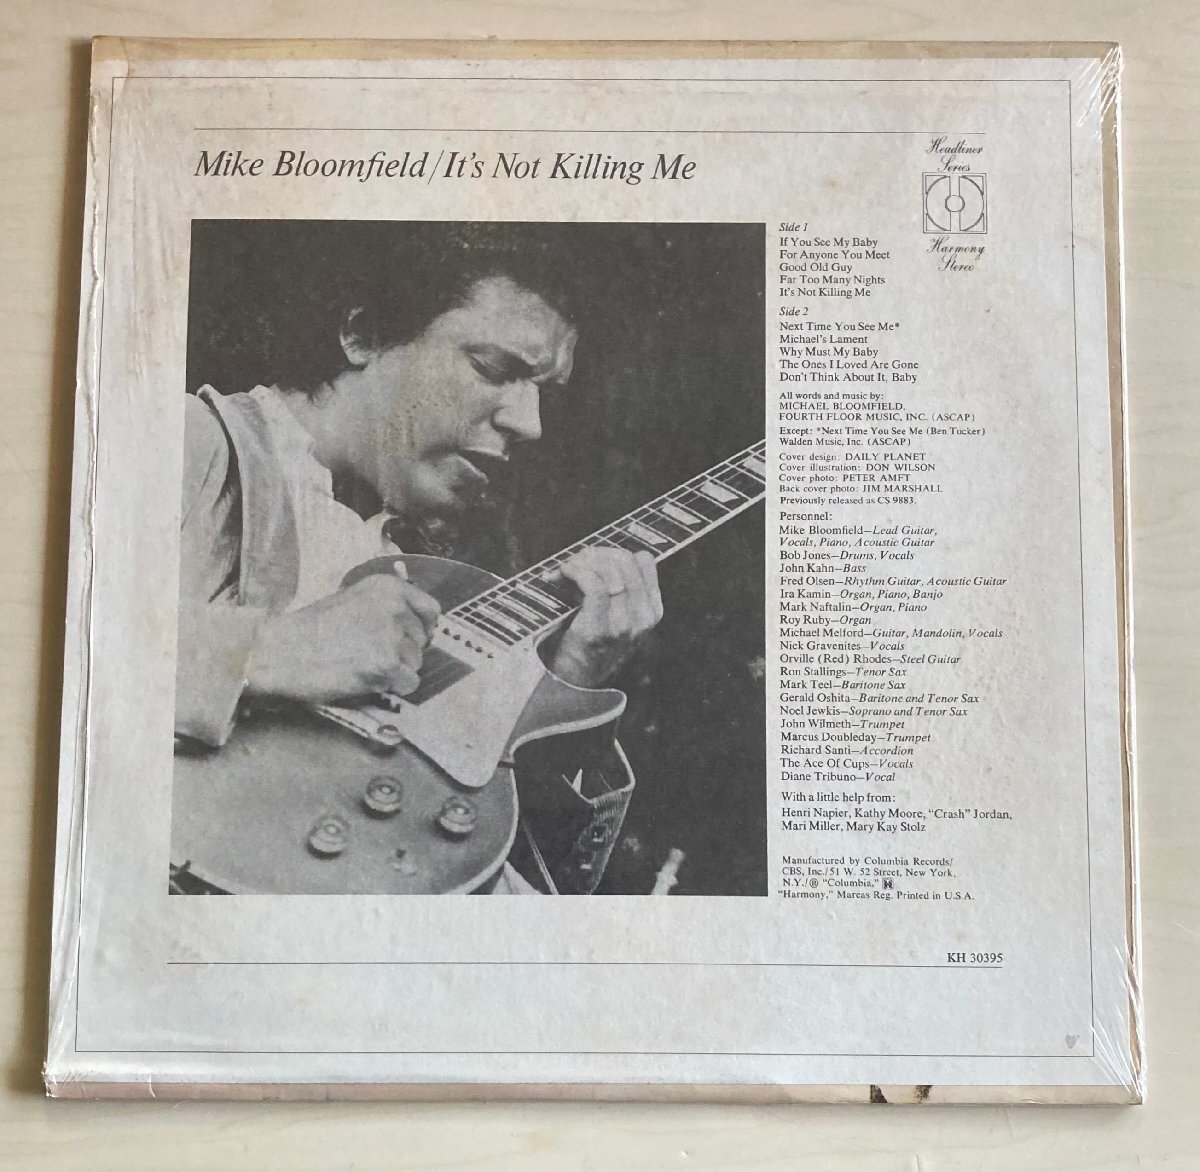 Mike Bloomfield/It's Not Killing Me
Headliner
Series
Harmony
Stereo
Side 1
If You See My Baby
For Anyone You Meet
Good Old Guy
Far Too Many Nights
It's Not Killing Me
Side 2
Next Time You See Me*
Michael's Lament
Why Must My Baby
The Ones I Loved Are Gone
Don't Think About It, Baby
All words and music by:
MICHAEL BLOOMFIELD.
FOURTH FLOOR MUSIC, INC. (ASCAP)
Except: *Next Time You See Me (Ben Tucker)
Walden Music, Inc. (ASCAP)
Cover design: DAILY PLANET
Cover illustration: DON WILSON
Cover photo: PETER AMFT
Back cover photo: JIM MARSHALL
Previously released as CS 9883.
Personnel:
Mike Bloomfield—Lead Guitar,
Vocals, Piano, Acoustic Guitar
Bob Jones—Drums, Vocals
John Kahn—Bass
Fred Olsen—Rhythm Guitar, Acoustic Guitar
Ira Kamin—Organ, Piano, Banjo
Mark Naftalin—Organ, Piano
Roy Ruby—Organ
Michael Melford—Guitar, Mandolin, Vocals
Nick Gravenites—Vocals
Orville (Red) Rhodes—Steel Guitar
Ron Stallings—Tenor Sax
Mark Teel—Baritone Sax
Gerald Oshita—Baritone and Tenor Sax
Noel Jewkis—Soprano and Tenor Sax
John Wilmeth—Trumpet
Marcus Doubleday—Trumpet
Richard Santi—Accordion
The Ace Of Cups—Vocals
Diane Tribuno—Vocal
With a little help from:
Henri Napier, Kathy Moore, "Crash" Jordan,
Mari Miller, Mary Kay Stolz
Manufactured by Columbia Records/
CBS, Inc./51 W. 52 Street, New York,
N.Y./® "Columbia," H
"Harmony," Marcas Reg. Printed in U.S.A.
KH 30395